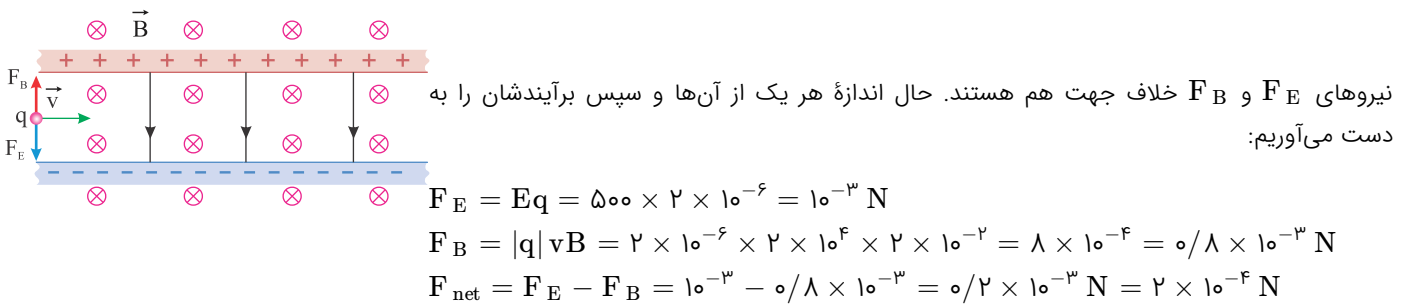 B
+ + + + + + + + + + +
F_B
v
q
F_E
− − − − − − − − − − − − − − − −
نیروهای F_E و F_B خلاف جهت هم هستند. حال اندازهٔ هر یک از آن‌ها و سپس برآیندشان را به
دست می‌آوریم:
F_E = Eq = ۵۰۰ × ۲ × ۱۰^−۶ = ۱۰^−۳ N
F_B = |q| vB = ۲ × ۱۰^−۶ × ۲ × ۱۰^۴ × ۲ × ۱۰^−۲ = ۸ × ۱۰^−۴ = ۰/۸ × ۱۰^−۳ N
F_net = F_E − F_B = ۱۰^−۳ − ۰/۸ × ۱۰^−۳ = ۰/۲ × ۱۰^−۳ N = ۲ × ۱۰^−۴ N